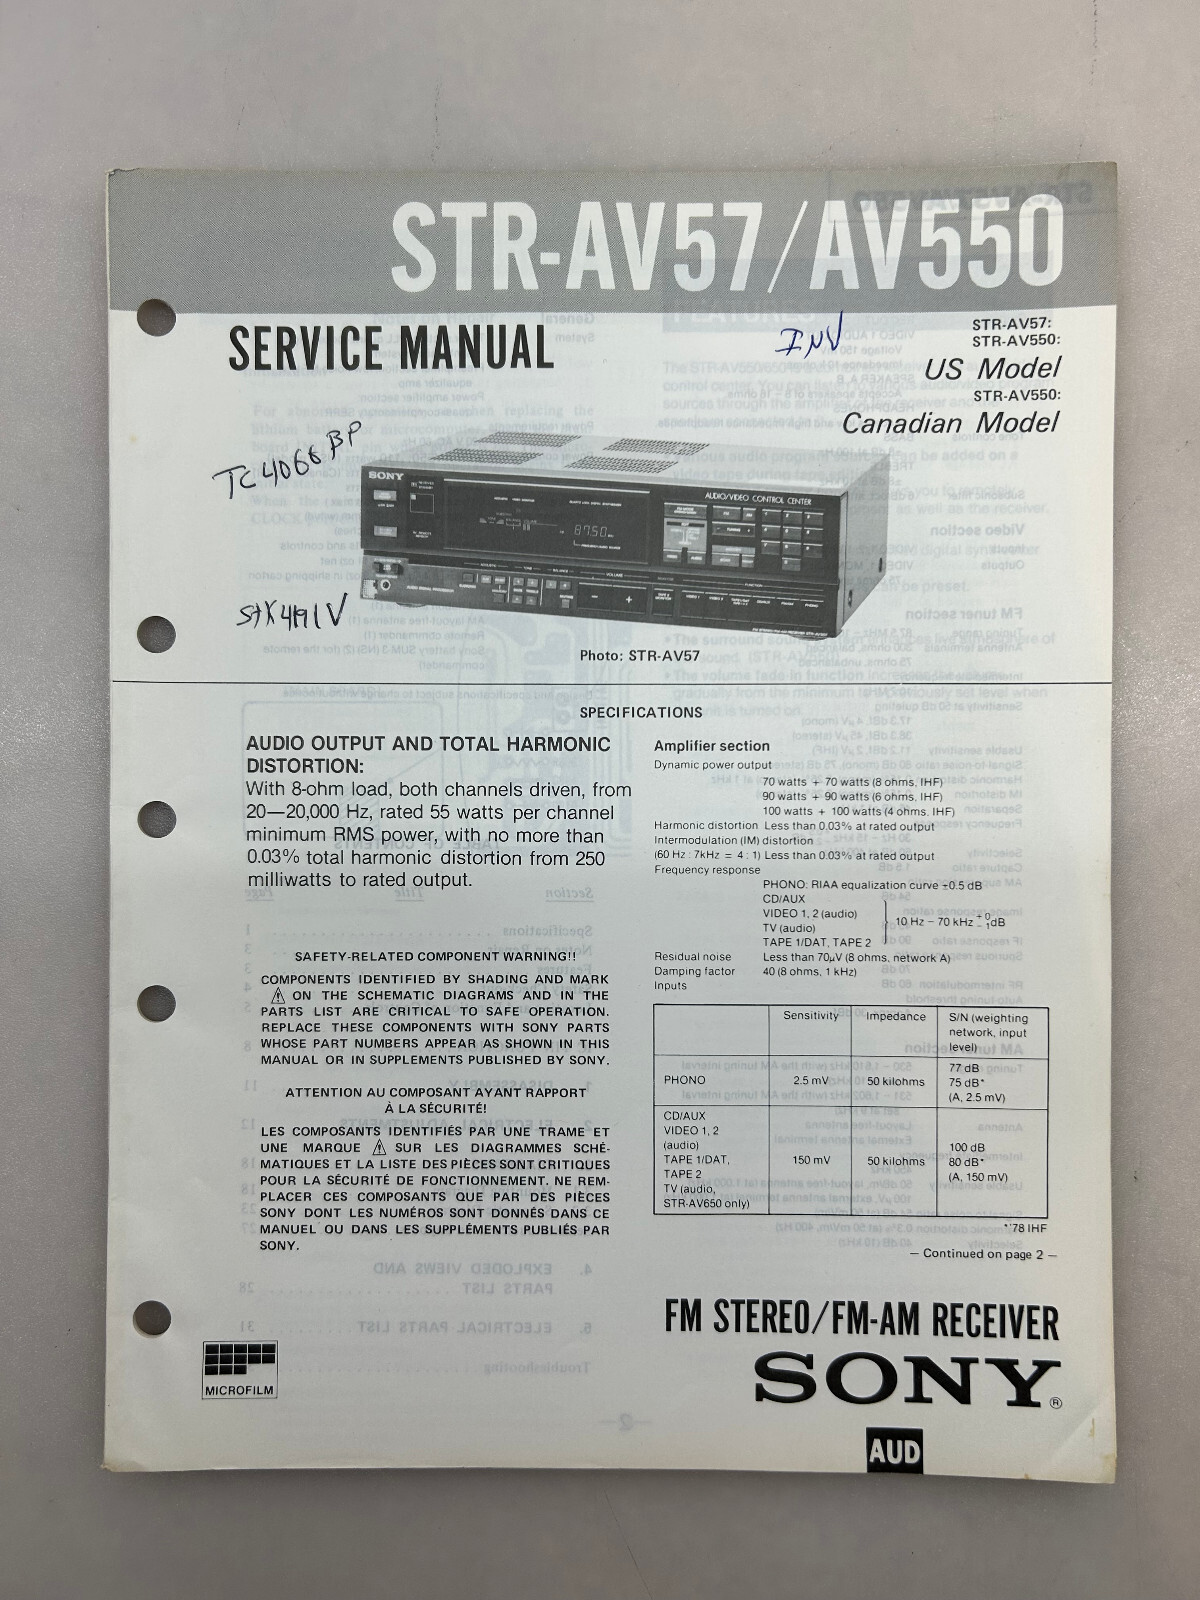 STR-AV57/AV550
SERVICE MANUAL
INV
STR-AV57:
STR-AV550:
US Model
STR-AV550:
Canadian Model
TC4066BP
STK4191V
SONY
AUDIO/VIDEO CONTROL CENTER
87.50
Photo: STR-AV57
SPECIFICATIONS
AUDIO OUTPUT AND TOTAL HARMONIC
DISTORTION:
With 8-ohm load, both channels driven, from
20—20,000 Hz, rated 55 watts per channel
minimum RMS power, with no more than
0.03% total harmonic distortion from 250
milliwatts to rated output.
SAFETY-RELATED COMPONENT WARNING!!
COMPONENTS IDENTIFIED BY SHADING AND MARK
⚠ ON THE SCHEMATIC DIAGRAMS AND IN THE
PARTS LIST ARE CRITICAL TO SAFE OPERATION.
REPLACE THESE COMPONENTS WITH SONY PARTS
WHOSE PART NUMBERS APPEAR AS SHOWN IN THIS
MANUAL OR IN SUPPLEMENTS PUBLISHED BY SONY.
ATTENTION AU COMPOSANT AYANT RAPPORT
À LA SÉCURITÉ!
LES COMPOSANTS IDENTIFIÉS PAR UNE TRAME ET
UNE MARQUE ⚠ SUR LES DIAGRAMMES SCHÉ-
MATIQUES ET LA LISTE DES PIÈCES SONT CRITIQUES
POUR LA SÉCURITÉ DE FONCTIONNEMENT. NE REM-
PLACER CES COMPOSANTS QUE PAR DES PIÈCES
SONY DONT LES NUMÉROS SONT DONNÉS DANS CE
MANUEL OU DANS LES SUPPLÉMENTS PUBLIÉS PAR
SONY.
Amplifier section
Dynamic power output
70 watts + 70 watts (8 ohms, IHF)
90 watts + 90 watts (6 ohms, IHF)
100 watts + 100 watts (4 ohms, IHF)
Harmonic distortion Less than 0.03% at rated output
Intermodulation (IM) distortion
(60 Hz : 7kHz = 4 : 1) Less than 0.03% at rated output
Frequency response
PHONO: RIAA equalization curve ±0.5 dB
CD/AUX
VIDEO 1, 2 (audio)
TV (audio)
TAPE 1/DAT, TAPE 2
10 Hz – 70 kHz +0 −1 dB
Residual noise Less than 70µV (8 ohms, network A)
Damping factor 40 (8 ohms, 1 kHz)
Inputs
Sensitivity Impedance S/N (weighting
network, input
level)
PHONO 2.5 mV 50 kilohms 77 dB
75 dB*
(A, 2.5 mV)
CD/AUX
VIDEO 1, 2
(audio)
TAPE 1/DAT,
TAPE 2
TV (audio,
STR-AV650 only)
150 mV 50 kilohms 100 dB
80 dB*
(A, 150 mV)
*'78 IHF
— Continued on page 2 —
MICROFILM
FM STEREO/FM-AM RECEIVER
SONY®
AUD